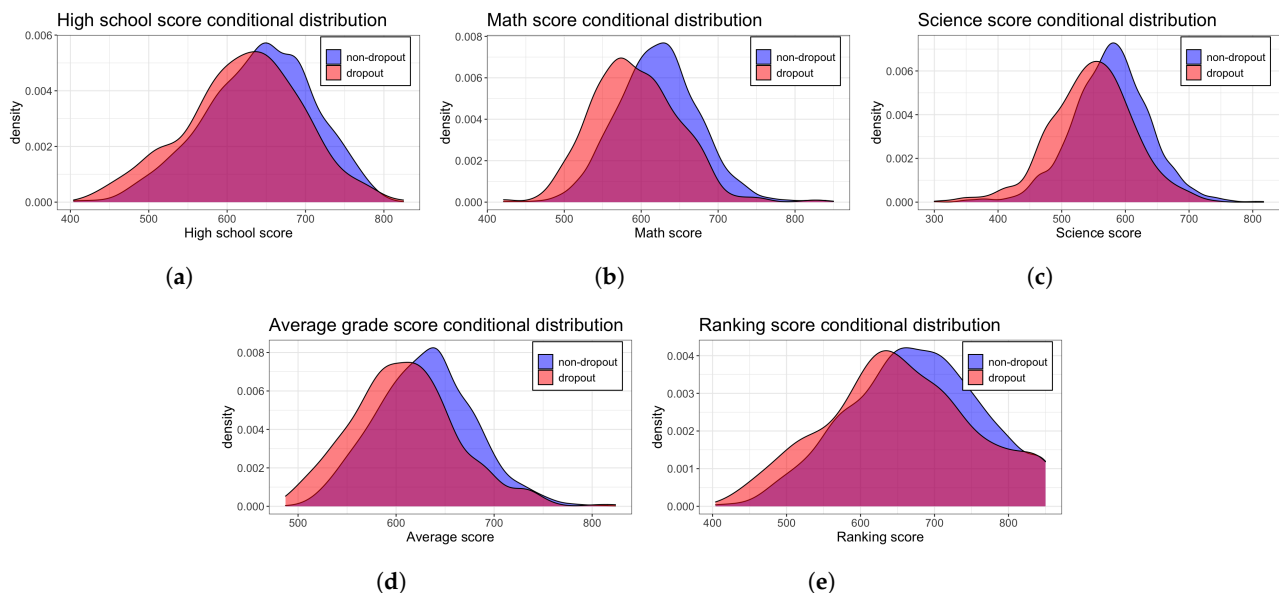 High school score conditional distribution
0.006
0.004
0.002
0.000
density
non-dropout
dropout
400 500 600 700 800
High school score
(a)
Math score conditional distribution
0.008
0.006
0.004
0.002
0.000
density
non-dropout
dropout
400 500 600 700 800
Math score
(b)
Science score conditional distribution
0.006
0.004
0.002
0.000
density
non-dropout
dropout
300 400 500 600 700 800
Science score
(c)
Average grade score conditional distribution
0.008
0.006
0.004
0.002
0.000
density
non-dropout
dropout
500 600 700 800
Average score
(d)
Ranking score conditional distribution
0.004
0.003
0.002
0.001
0.000
density
non-dropout
dropout
400 500 600 700 800
Ranking score
(e)